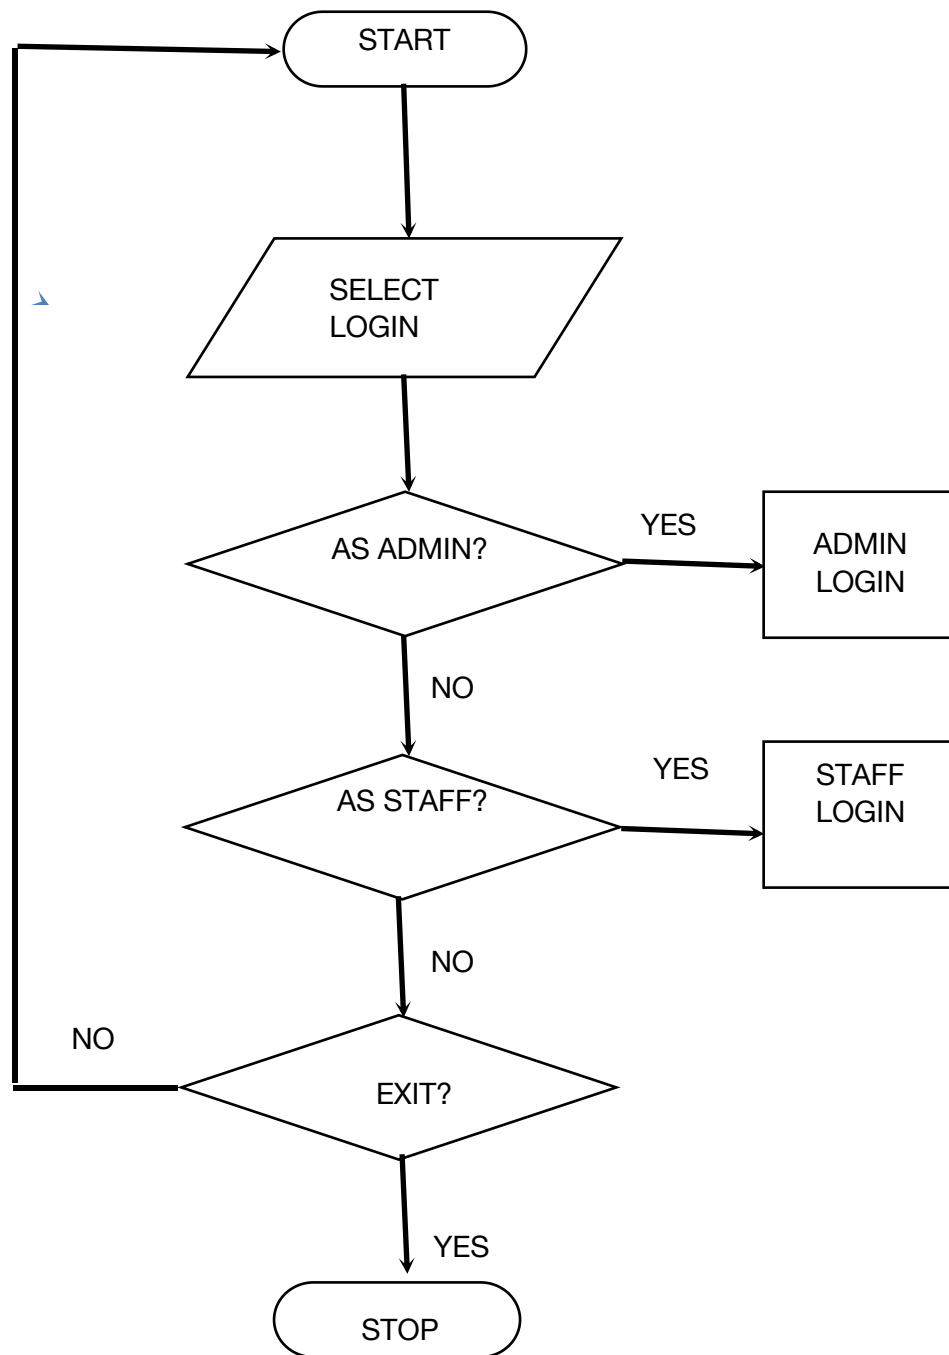 START
SELECT
LOGIN
AS ADMIN?
YES
ADMIN
LOGIN
NO
AS STAFF?
YES
STAFF
LOGIN
NO
EXIT?
NO
YES
STOP